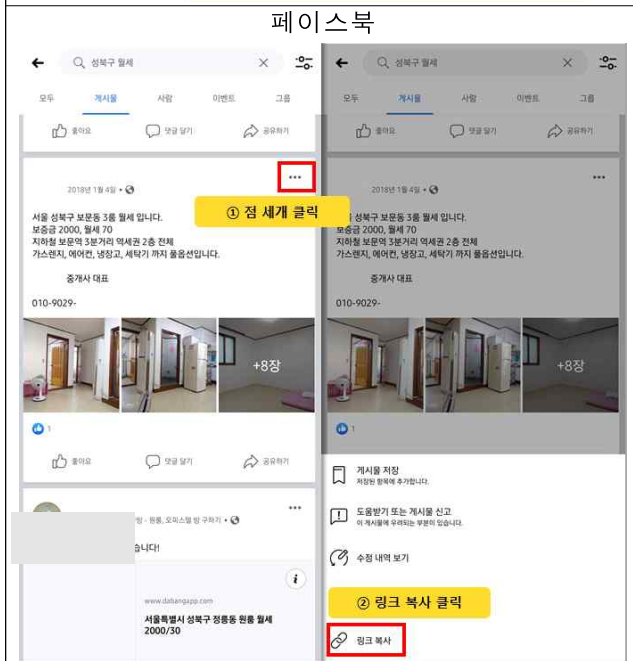 페이스북
성북구 월세
모두 게시물 사람 이벤트 그룹
좋아요 댓글 달기 공유하기
2018년 1월 4일
① 점 세개 클릭
서울 성북구 보문동 3룸 월세 입니다.
보증금 2000, 월세 70
지하철 보문역 3분거리 역세권 2층 전체
가스렌지, 에어컨, 냉장고, 세탁기 까지 풀옵션입니다.
중개사 대표
010-9029-
+8장
1
좋아요 댓글 달기 공유하기
방 - 원룸, 오피스텔 방 구하기
습니다!
www.dabangapp.com
서울특별시 성북구 정릉동 원룸 월세
2000/30
성북구 월세
모두 게시물 사람 이벤트 그룹
좋아요 댓글 달기 공유하기
2018년 1월 4일
성북구 보문동 3룸 월세 입니다.
보증금 2000, 월세 70
지하철 보문역 3분거리 역세권 2층 전체
가스렌지, 에어컨, 냉장고, 세탁기 까지 풀옵션입니다.
중개사 대표
010-9029-
+8장
1
게시물 저장
저장된 항목에 추가합니다.
도움받기 또는 게시물 신고
이 게시물에 우려되는 부분이 있습니다.
수정 내역 보기
② 링크 복사 클릭
링크 복사